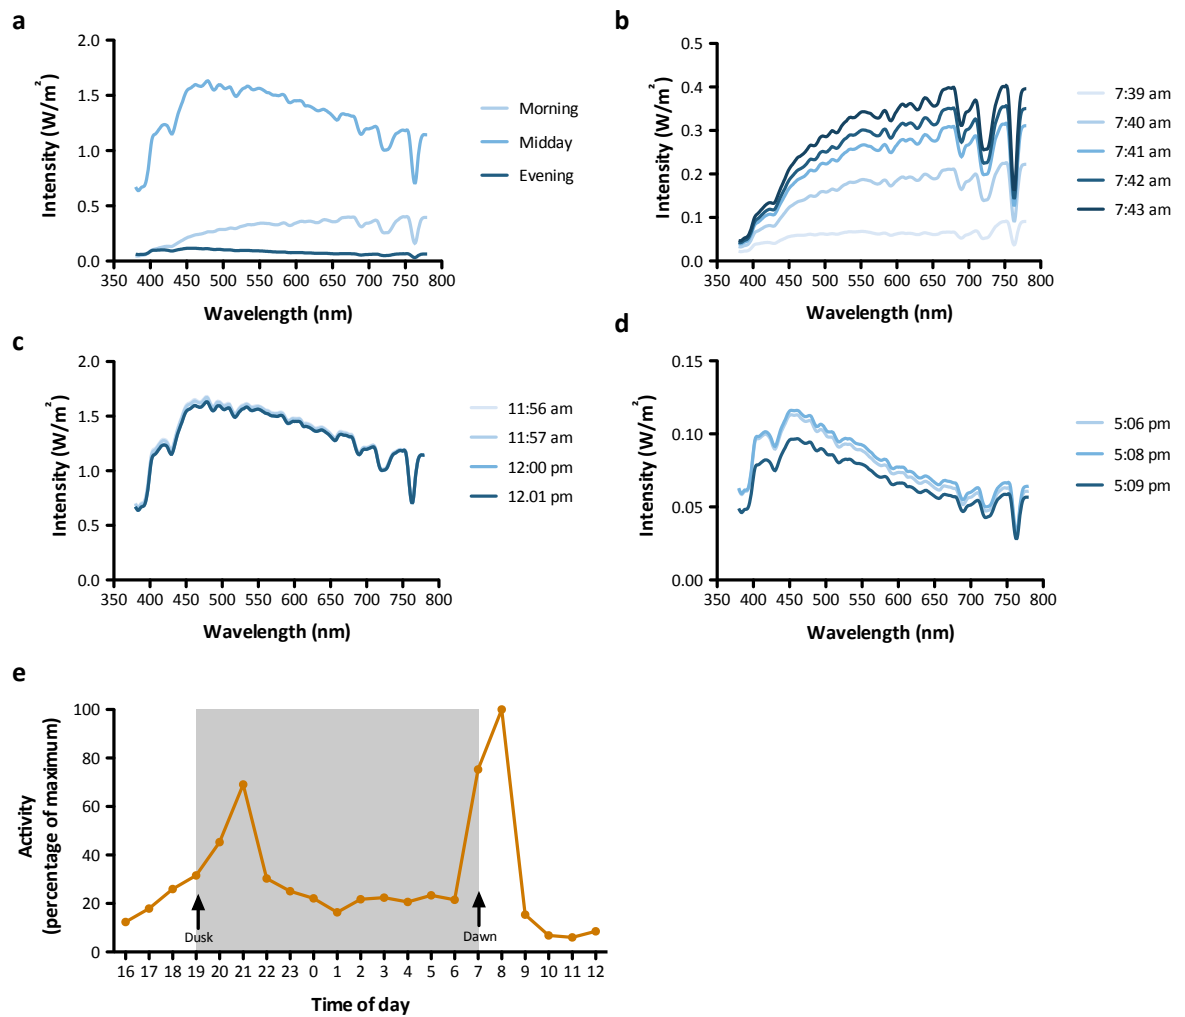 a
2.0
1.5
1.0
0.5
0.0
Intensity (W/m²)
350 400 450 500 550 600 650 700 750 800
Wavelength (nm)
Morning
Midday
Evening
b
0.5
0.4
0.3
0.2
0.1
0.0
Intensity (W/m²)
350 400 450 500 550 600 650 700 750 800
Wavelength (nm)
7:39 am
7:40 am
7:41 am
7:42 am
7:43 am
c
2.0
1.5
1.0
0.5
0.0
Intensity (W/m²)
350 400 450 500 550 600 650 700 750 800
Wavelength (nm)
11:56 am
11:57 am
12:00 pm
12.01 pm
d
0.15
0.10
0.05
0.00
Intensity (W/m²)
350 400 450 500 550 600 650 700 750 800
Wavelength (nm)
5:06 pm
5:08 pm
5:09 pm
e
100
80
60
40
20
0
Activity
(percentage of maximum)
Dusk
Dawn
16 17 18 19 20 21 22 23 0 1 2 3 4 5 6 7 8 9 10 11 12
Time of day